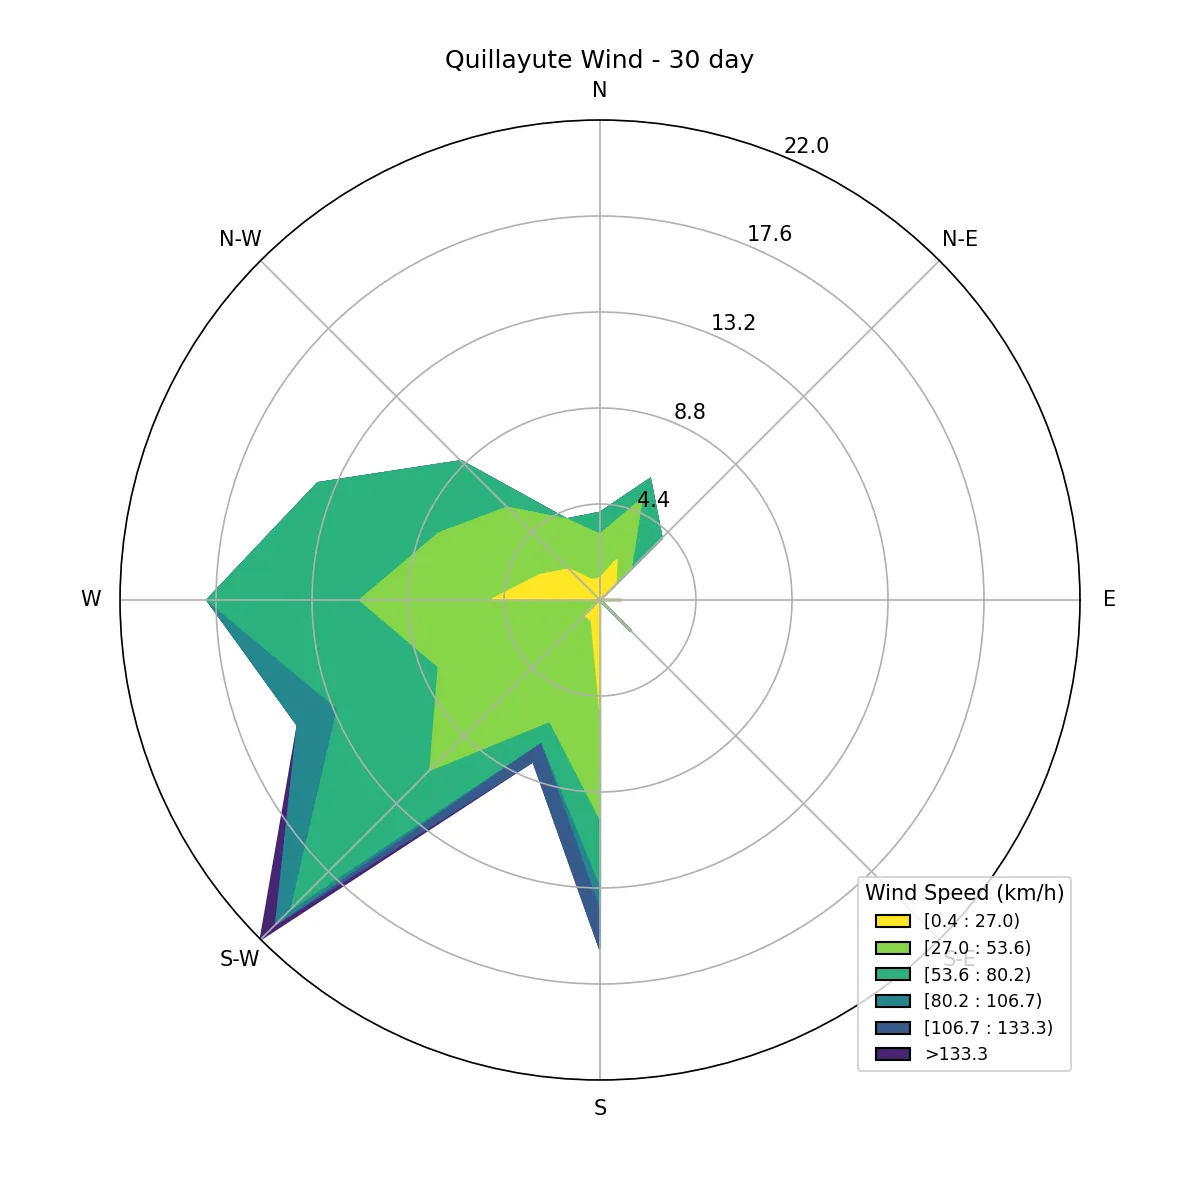 Quillayute Wind - 30 day
N
22.0
17.6
N-W
N-E
13.2
8.8
4.4
W
E
Wind Speed (km/h)
[0.4 : 27.0)
[27.0 : 53.6)
S-W
S-E
[53.6 : 80.2)
[80.2 : 106.7)
[106.7 : 133.3)
>133.3
S